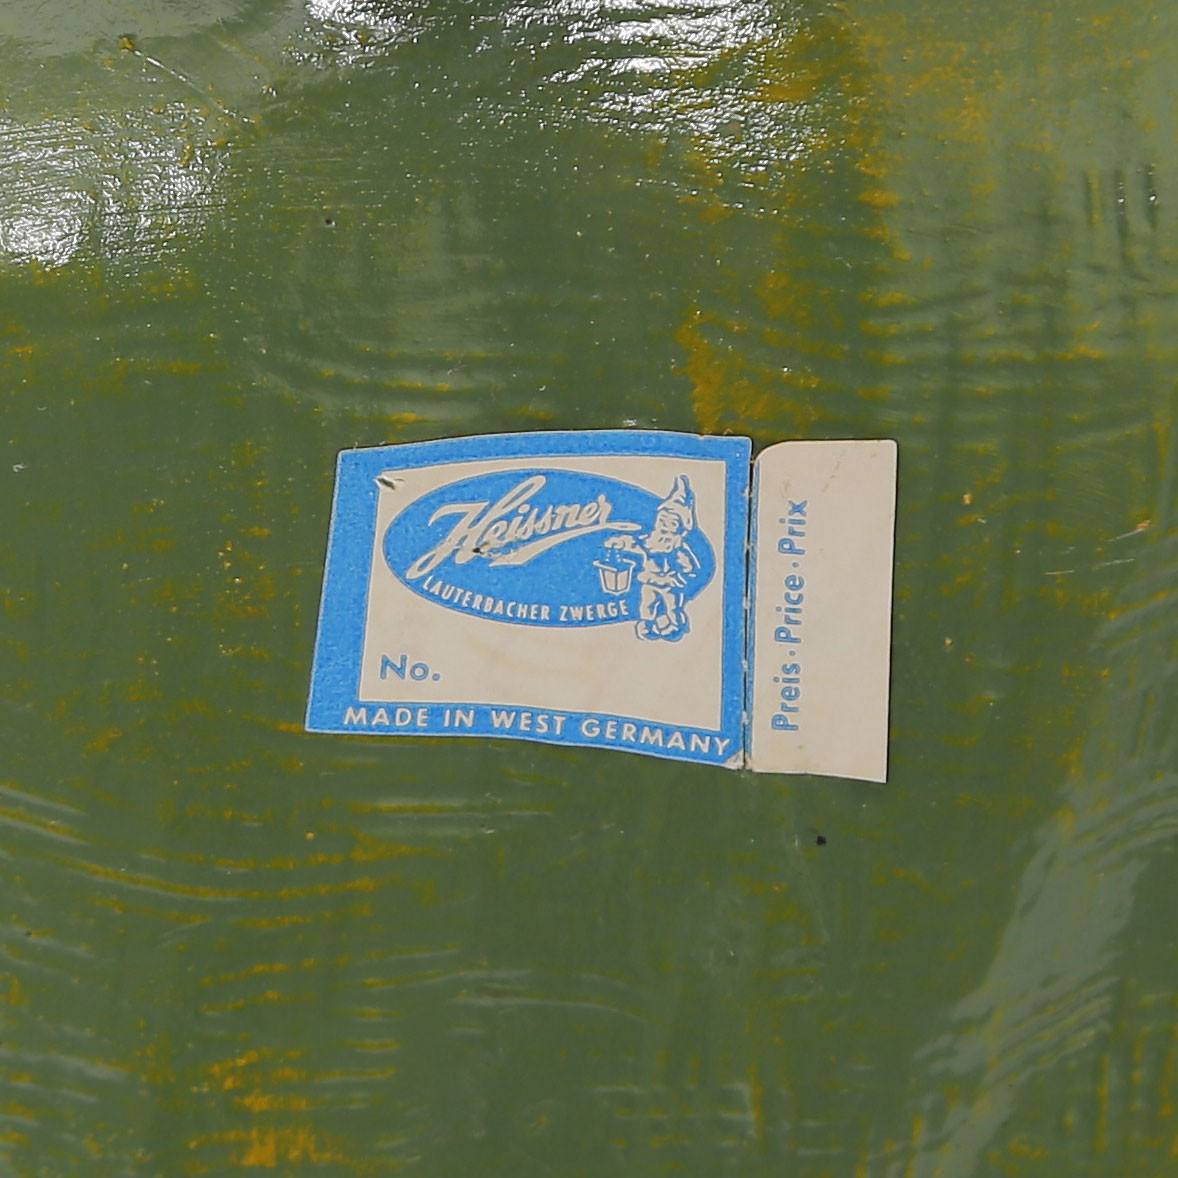 Heissner
LAUTERBACHER ZWERGE
No.
MADE IN WEST GERMANY
Preis · Price · Prix